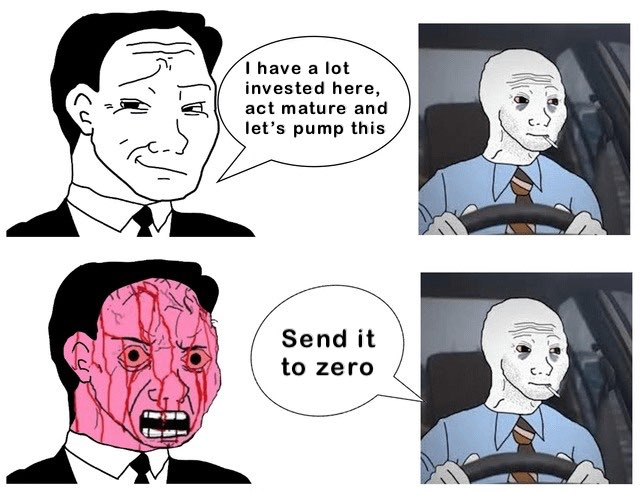 I have a lot
invested here,
act mature and
let's pump this
Send it
to zero